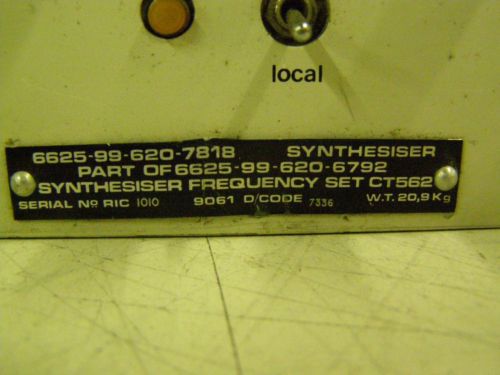 local
6625-99-620-7818 SYNTHESISER
PART OF 6625-99-620-6792
SYNTHESISER FREQUENCY SET CT562
SERIAL Nº RIC 1010 9061 D/CODE 7336 W.T. 20,9 Kg